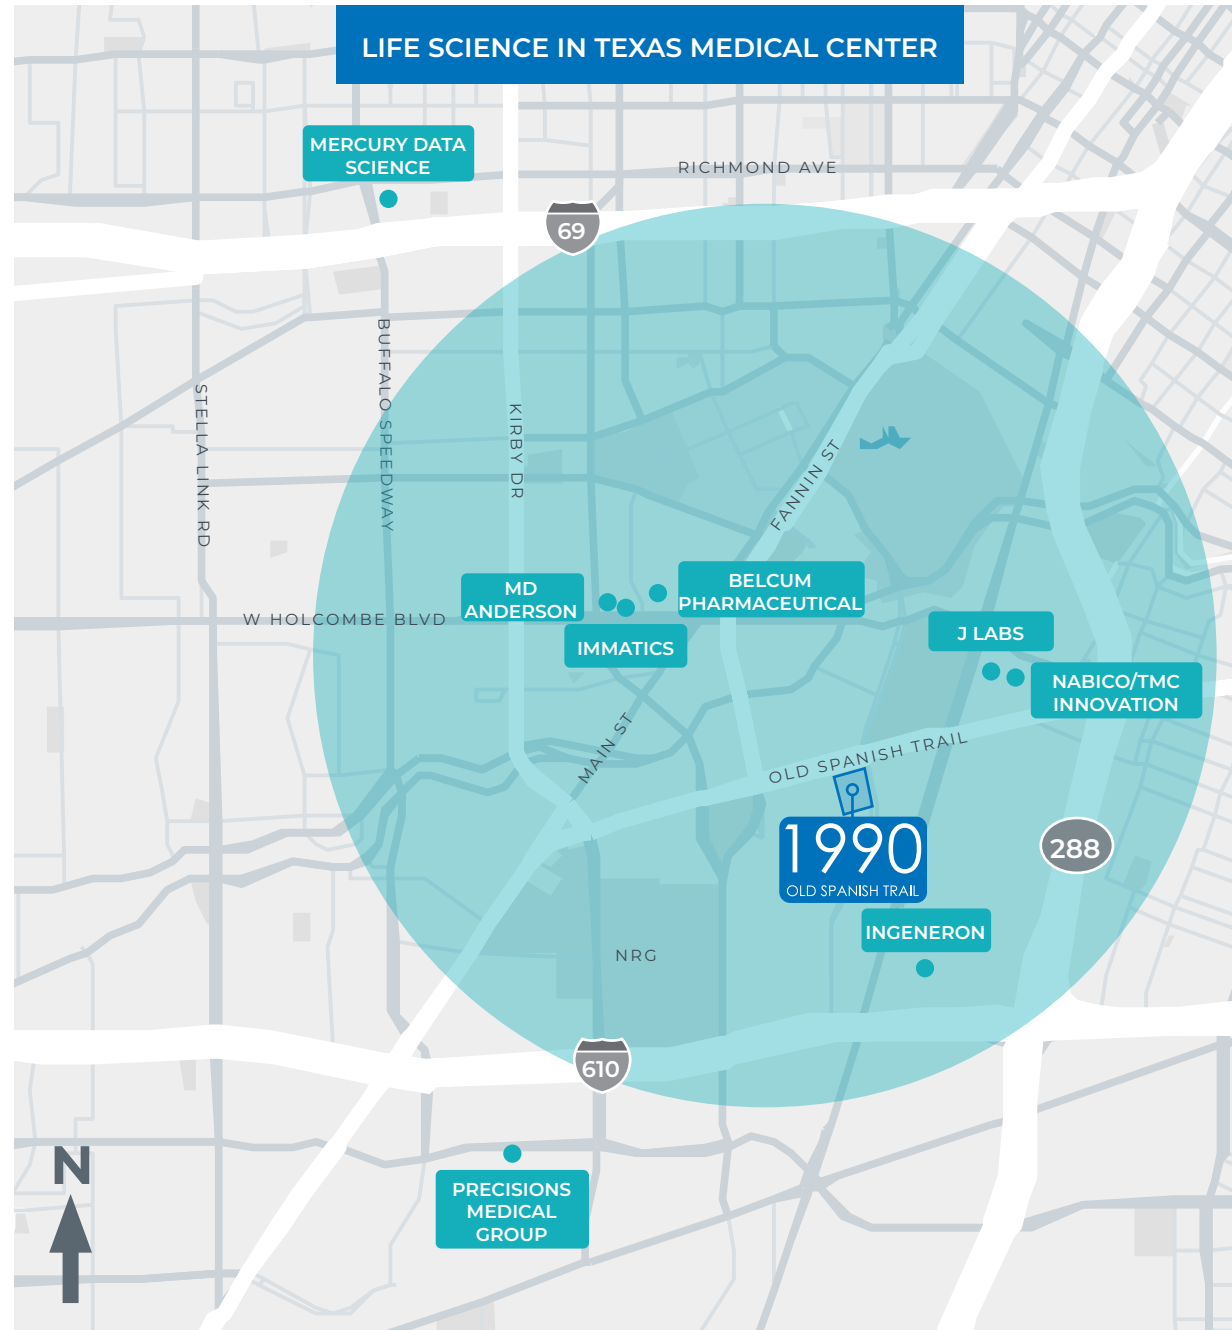 LIFE SCIENCE IN TEXAS MEDICAL CENTER
MERCURY DATA
SCIENCE
RICHMOND AVE
69
BUFFALO SPEEDWAY
STELLA LINK RD
KIRBY DR
FANNIN ST
MD
ANDERSON
BELCUM
PHARMACEUTICAL
W HOLCOMBE BLVD
IMMATICS
J LABS
NABICO/TMC
INNOVATION
MAIN ST
OLD SPANISH TRAIL
1990
OLD SPANISH TRAIL
288
INGENERON
NRG
610
N
PRECISIONS
MEDICAL
GROUP